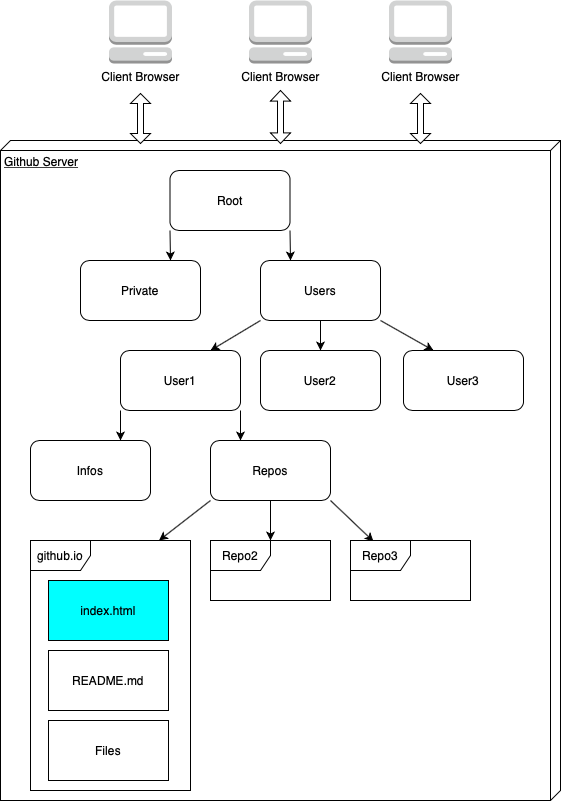 Client Browser
Client Browser
Client Browser
Github Server
Root
Private
Users
User1
User2
User3
Infos
Repos
github.io
Repo2
Repo3
index.html
README.md
Files